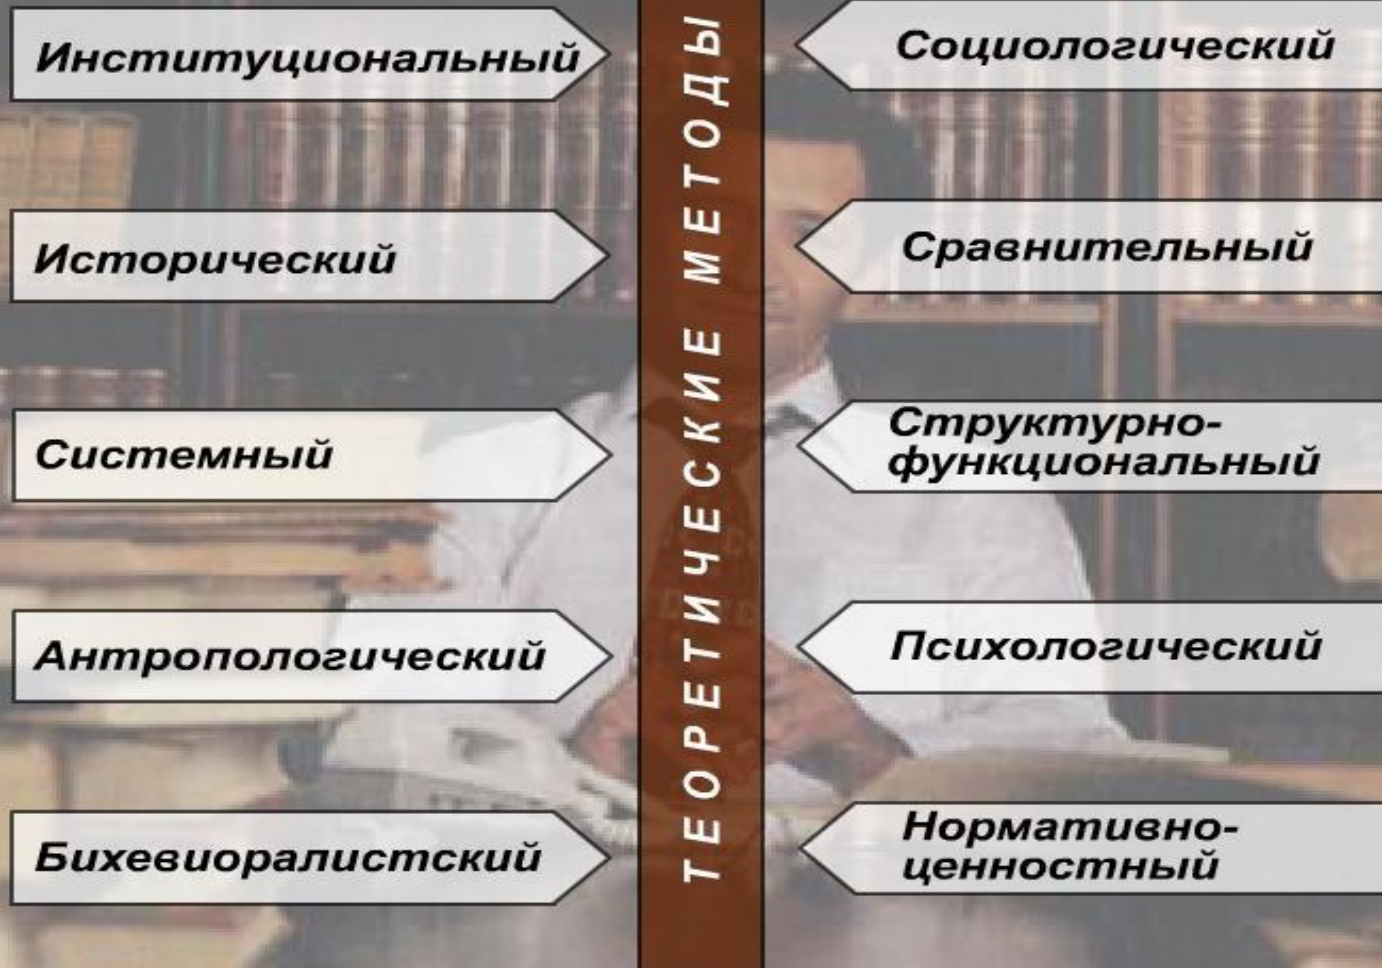 ТЕОРЕТИЧЕСКИЕ МЕТОДЫ
Институциональный
Исторический
Системный
Антропологический
Бихевиоралистский
Социологический
Сравнительный
Структурно-
функциональный
Психологический
Нормативно-
ценностный